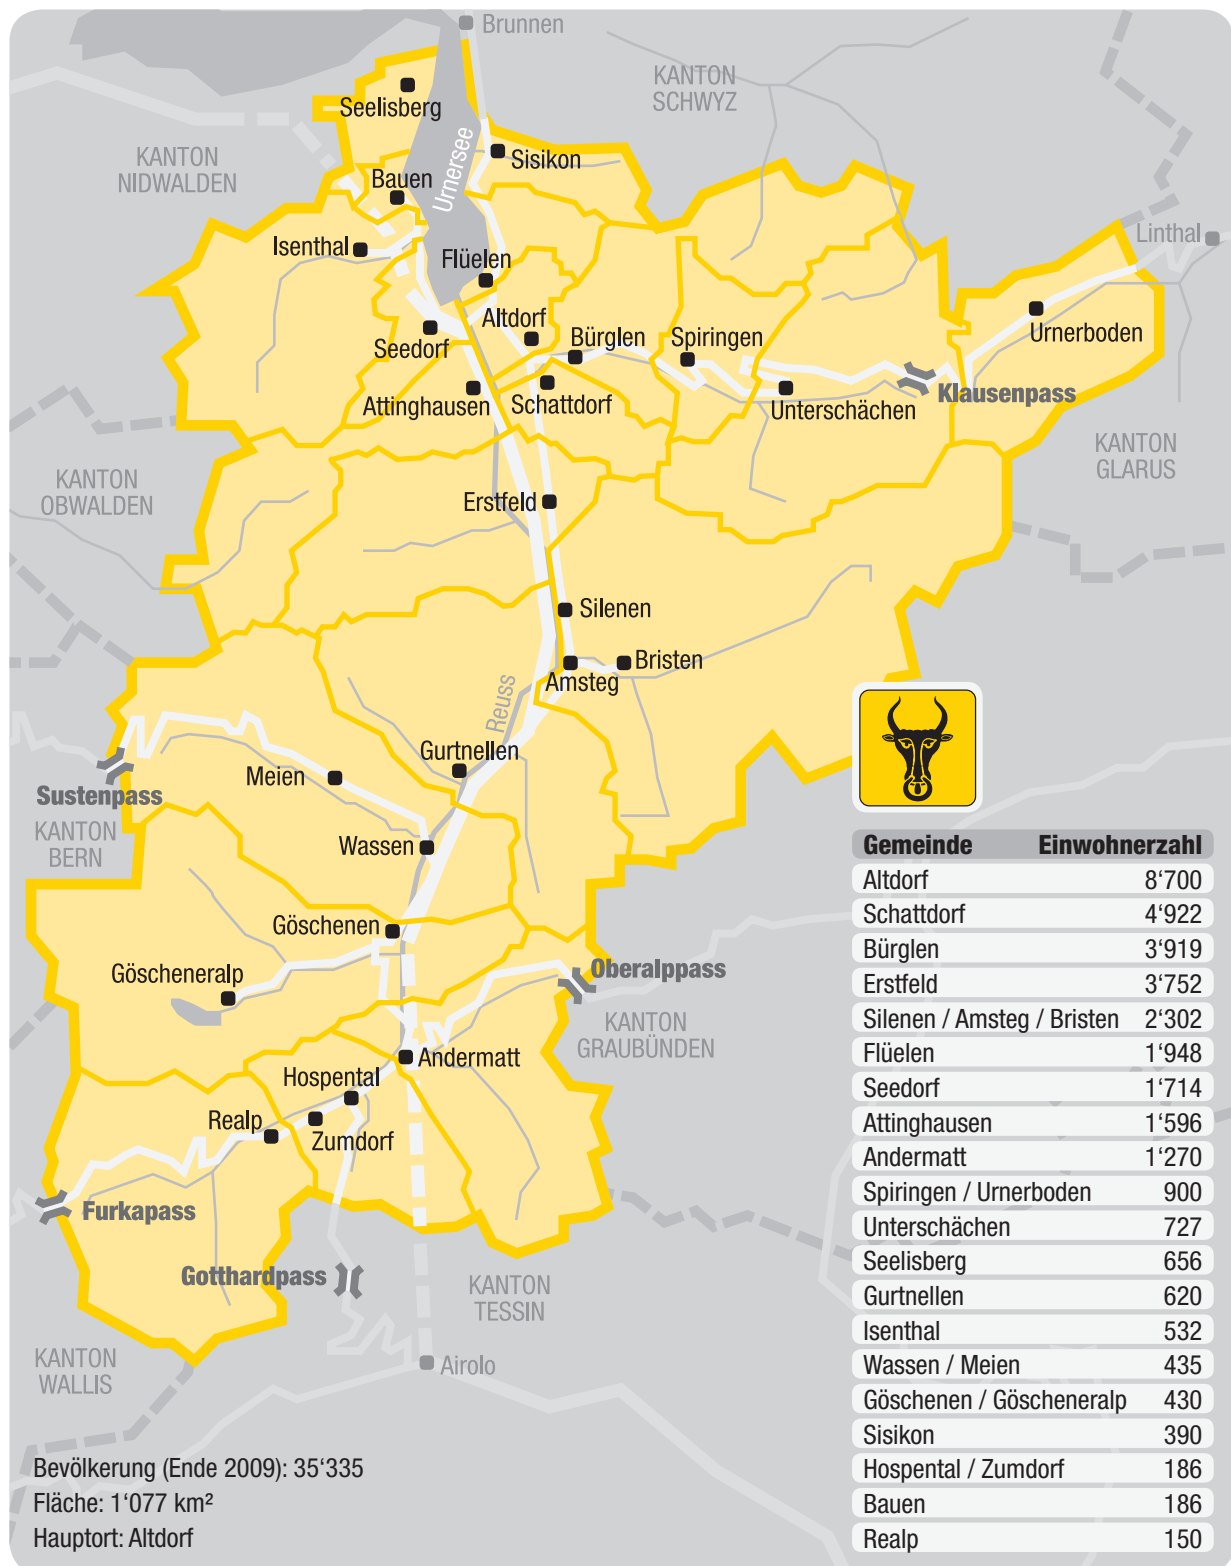 Brunnen
KANTON
SCHWYZ
Seelisberg
KANTON
NIDWALDEN
Urnersee
Sisikon
Bauen
Isenthal
Flüelen
Linthal
Altdorf
Seedorf
Bürglen
Spiringen
Urnerboden
Attinghausen
Schattdorf
Unterschächen
Klausenpass
KANTON
GLARUS
KANTON
OBWALDEN
Erstfeld
Silenen
Bristen
Amsteg
Reuss
Gurtnellen
Meien
Sustenpass
KANTON
BERN
Wassen
Göschenen
Göscheneralp
Oberalppass
KANTON
GRAUBÜNDEN
Andermatt
Hospental
Realp
Zumdorf
Furkapass
Gotthardpass
KANTON
TESSIN
KANTON
WALLIS
Airolo
Gemeinde Einwohnerzahl
Altdorf 8‘700
Schattdorf 4‘922
Bürglen 3‘919
Erstfeld 3‘752
Silenen / Amsteg / Bristen 2‘302
Flüelen 1‘948
Seedorf 1‘714
Attinghausen 1‘596
Andermatt 1‘270
Spiringen / Urnerboden 900
Unterschächen 727
Seelisberg 656
Gurtnellen 620
Isenthal 532
Wassen / Meien 435
Göschenen / Göscheneralp 430
Sisikon 390
Hospental / Zumdorf 186
Bauen 186
Realp 150
Bevölkerung (Ende 2009): 35‘335
Fläche: 1‘077 km²
Hauptort: Altdorf